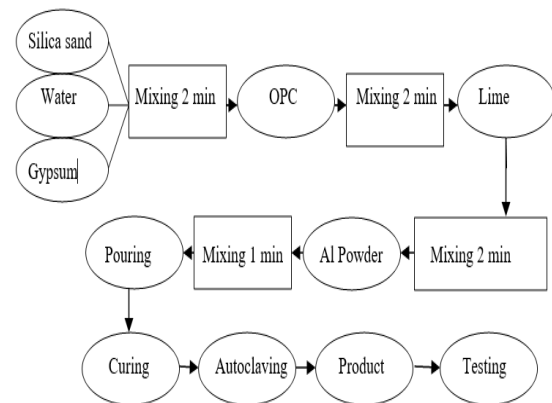 Silica sand
Water
Gypsum
Mixing 2 min
OPC
Mixing 2 min
Lime
Mixing 2 min
Al Powder
Mixing 1 min
Pouring
Curing
Autoclaving
Product
Testing